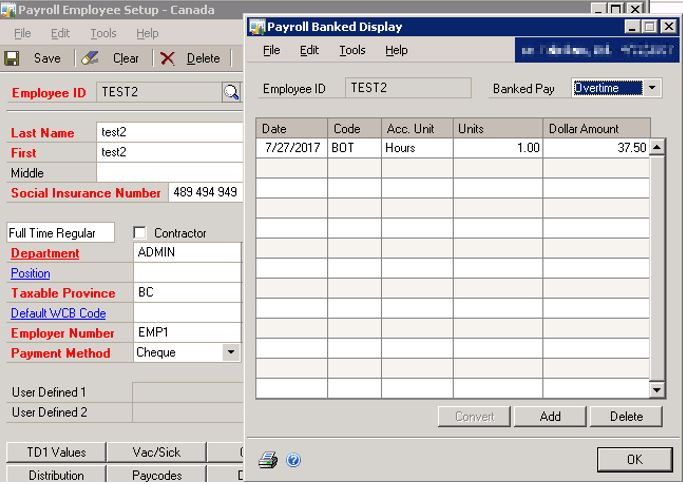 Payroll Employee Setup - Canada
File Edit Tools Help
Save Clear Delete
Employee ID TEST2
Last Name test2
First test2
Middle
Social Insurance Number 489 494 949
Full Time Regular Contractor
Department ADMIN
Position
Taxable Province BC
Default WCB Code
Employer Number EMP1
Payment Method Cheque
User Defined 1
User Defined 2
TD1 Values Vac/Sick
Distribution Paycodes
Payroll Banked Display
File Edit Tools Help
Employee ID TEST2 Banked Pay Overtime
Date Code Acc. Unit Units Dollar Amount
7/27/2017 BOT Hours 1.00 37.50
Convert Add Delete
OK